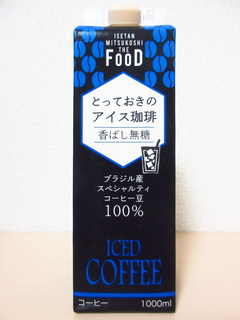 ISETAN
MITSUKOSHI
THE
FOOD
とっておきの
アイス珈琲
香ばし無糖
ブラジル産
スペシャルティ
コーヒー豆
100%
ICED
COFFEE
コーヒー
1000ml